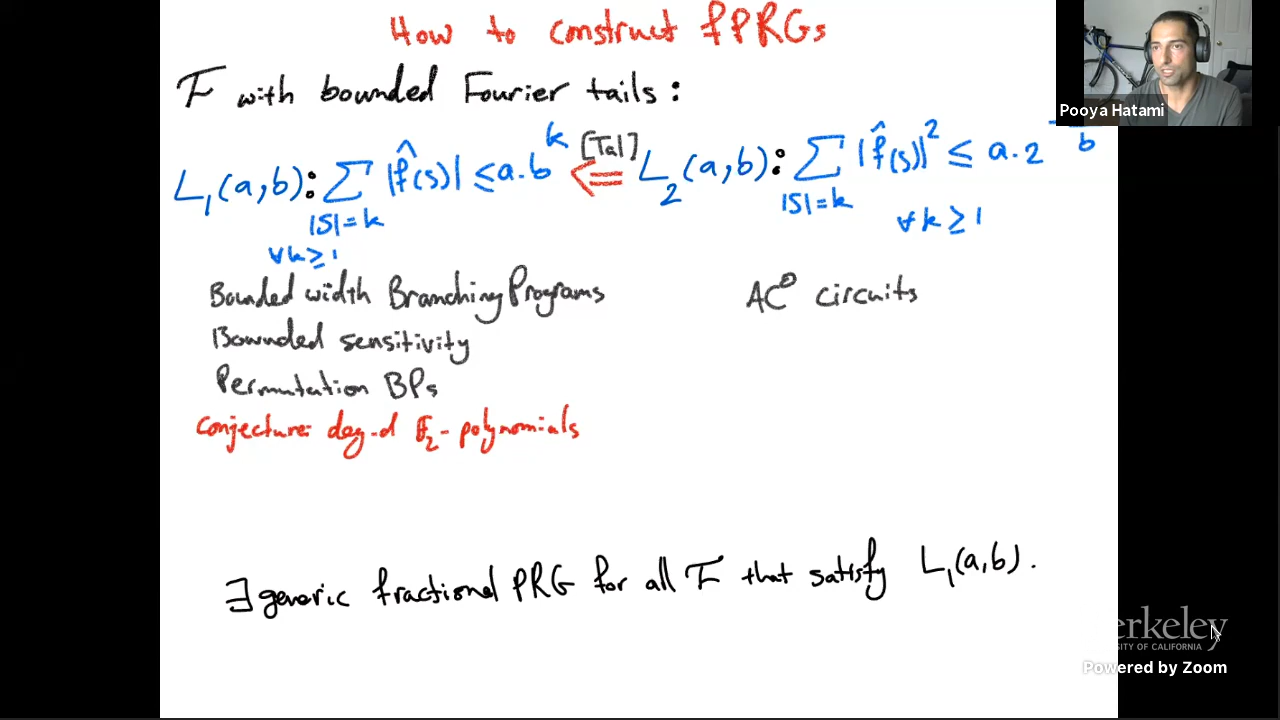 How to construct fPRGs
F with bounded Fourier tails:
L₁(a,b): ∑ |f̂(s)| ≤ a.b^k [Tal] ⇐ L₂(a,b): ∑ |f̂(s)|² ≤ a.2^-/b
|S|=k |S|=k
∀k≥1 ∀k≥1
Bounded width Branching Programs AC⁰ circuits
Bounded sensitivity
Permutation BPs
Conjecture: deg-d F₂-polynomials
∃ generic fractional PRG for all F that satisfy L₁(a,b).
Pooya Hatami
erkeley
SITY OF CALIFORNIA
Powered by Zoom